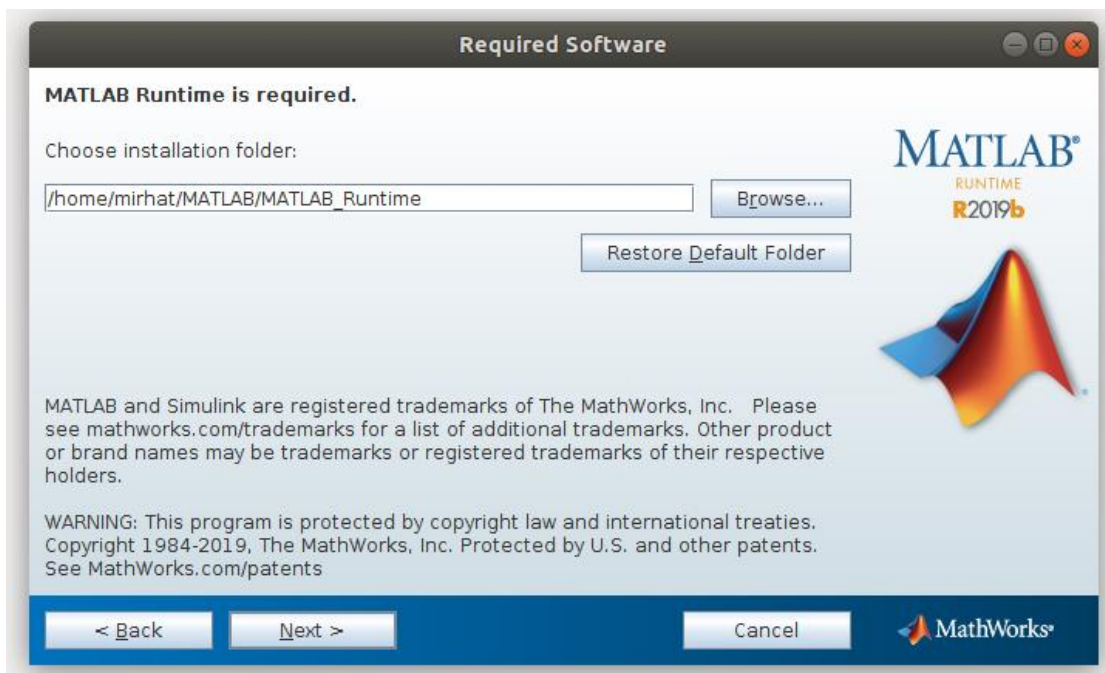 Required Software
MATLAB Runtime is required.
Choose installation folder:
/home/mirhat/MATLAB/MATLAB_Runtime
Browse...
Restore Default Folder
MATLAB®
RUNTIME
R2019b
MATLAB and Simulink are registered trademarks of The MathWorks, Inc.   Please
see mathworks.com/trademarks for a list of additional trademarks. Other product
or brand names may be trademarks or registered trademarks of their respective
holders.
WARNING: This program is protected by copyright law and international treaties.
Copyright 1984-2019, The MathWorks, Inc. Protected by U.S. and other patents.
See MathWorks.com/patents
< Back
Next >
Cancel
MathWorks®